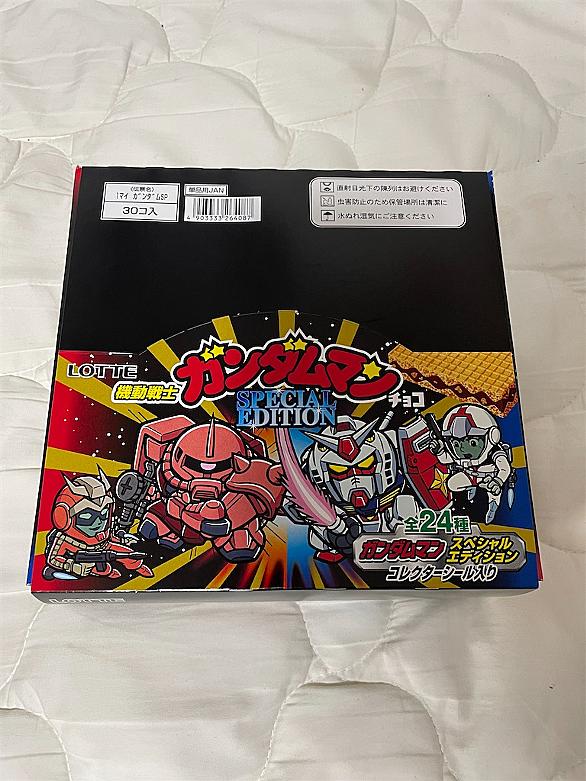 (伝票名)
1マイ ガンダムSP
30コ入
単品用JAN
4 903333 264087
直射日光下の陳列はお避けください
虫害防止のため保管場所は清潔に
水ぬれ湿気にご注意ください
LOTTE
機動戦士
ガンダムマン
チョコ
SPECIAL
EDITION
全24種
ガンダムマン
スペシャル
エディション
コレクターシール入り